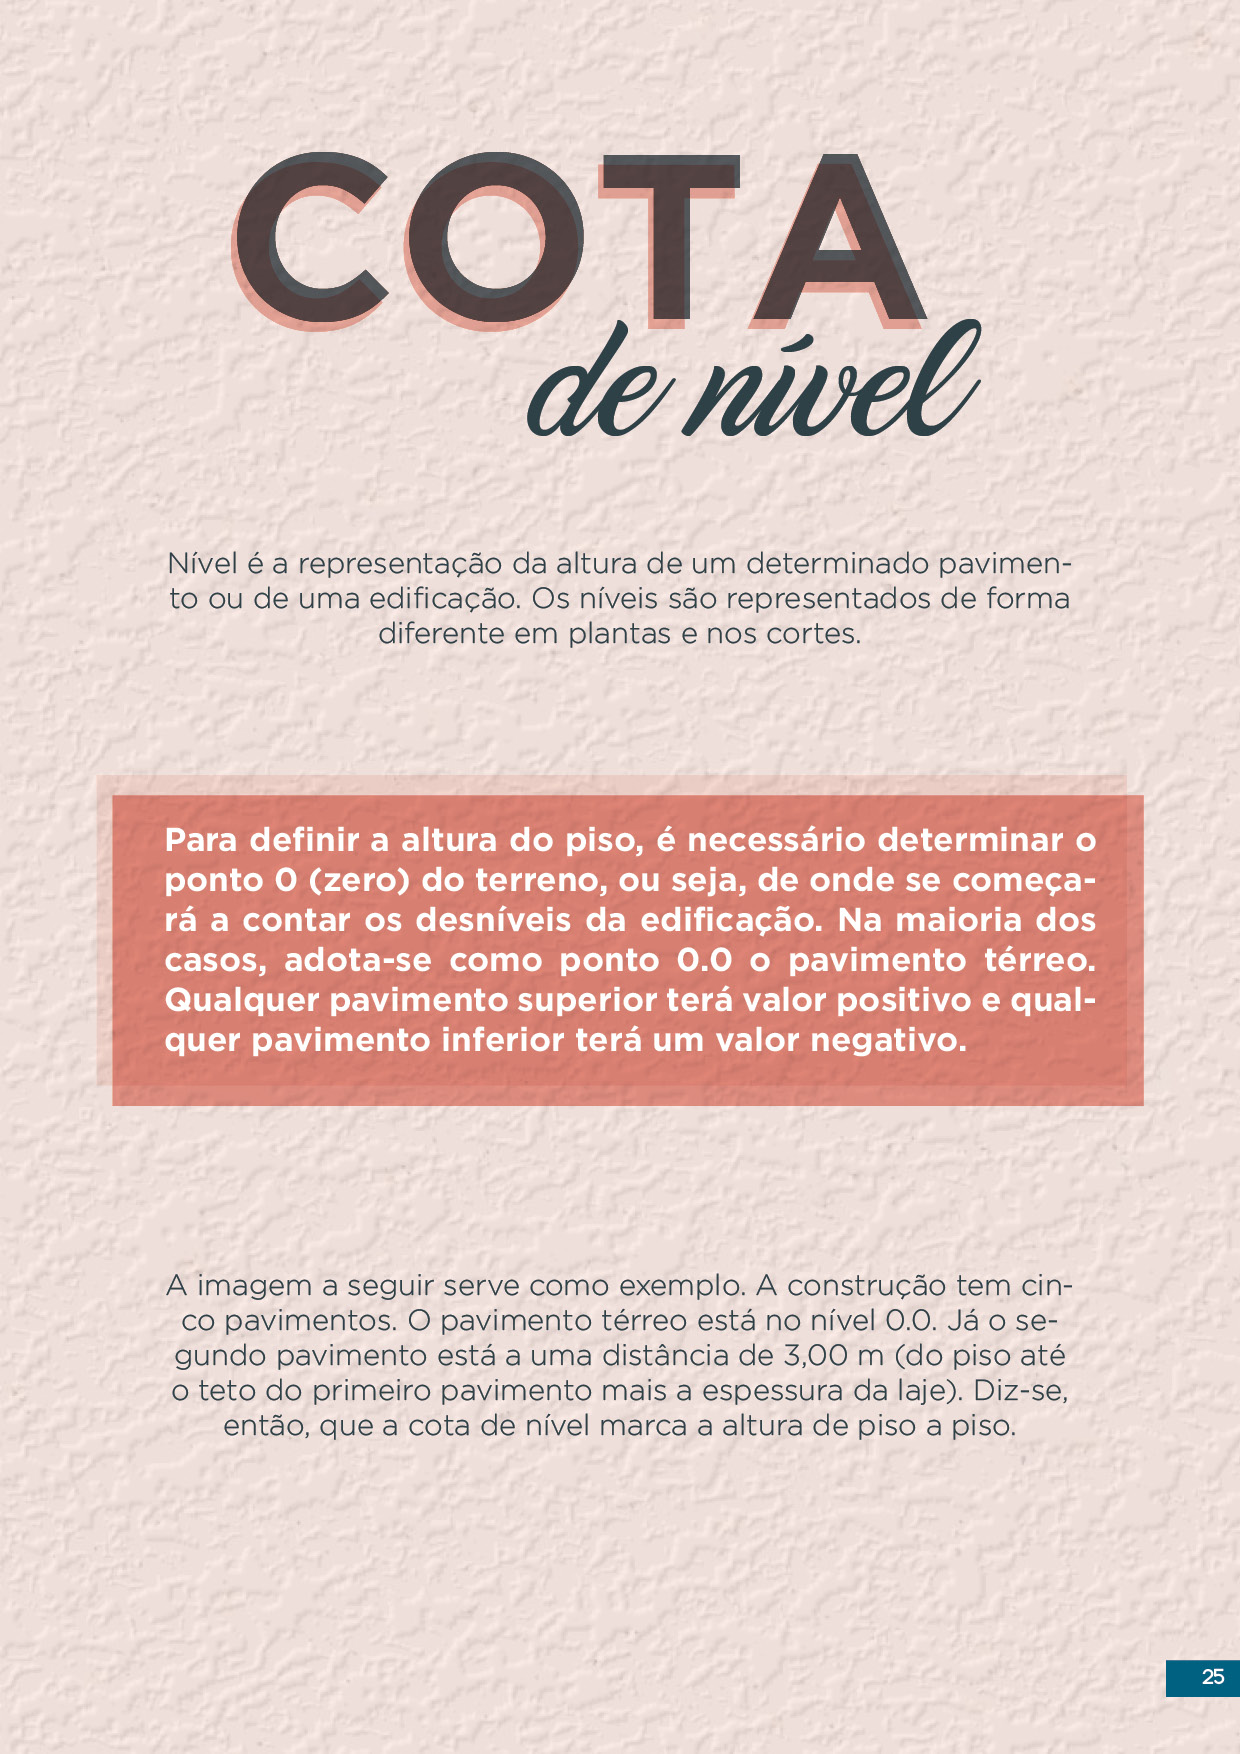 COTA
de nível
Nível é a representação da altura de um determinado pavimen-
to ou de uma edificação. Os níveis são representados de forma
diferente em plantas e nos cortes.
Para definir a altura do piso, é necessário determinar o
ponto 0 (zero) do terreno, ou seja, de onde se começa-
rá a contar os desníveis da edificação. Na maioria dos
casos, adota-se como ponto 0.0 o pavimento térreo.
Qualquer pavimento superior terá valor positivo e qual-
quer pavimento inferior terá um valor negativo.
A imagem a seguir serve como exemplo. A construção tem cin-
co pavimentos. O pavimento térreo está no nível 0.0. Já o se-
gundo pavimento está a uma distância de 3,00 m (do piso até
o teto do primeiro pavimento mais a espessura da laje). Diz-se,
então, que a cota de nível marca a altura de piso a piso.
25